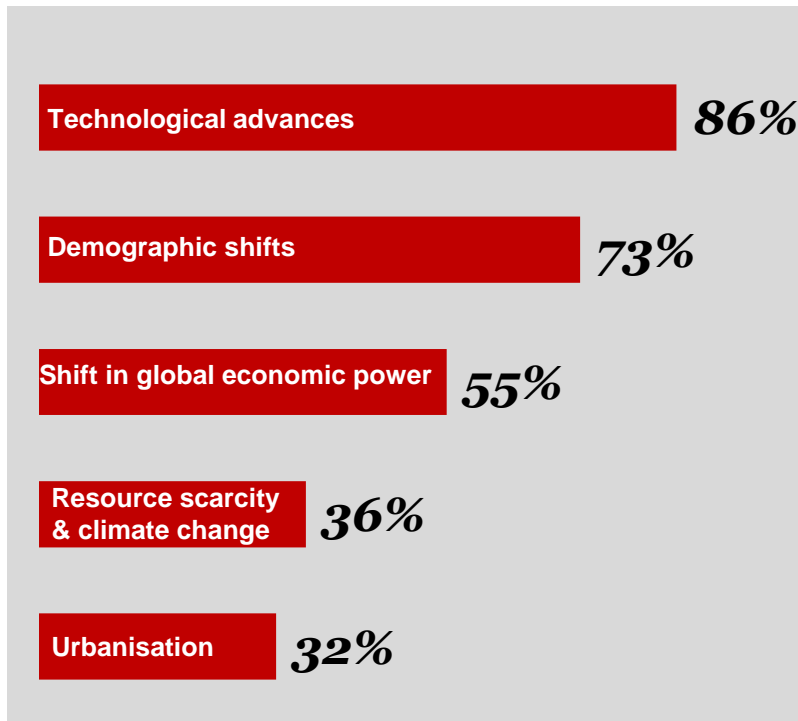 Technological advances
86%
Demographic shifts
73%
Shift in global economic power
55%
Resource scarcity
& climate change
36%
Urbanisation
32%